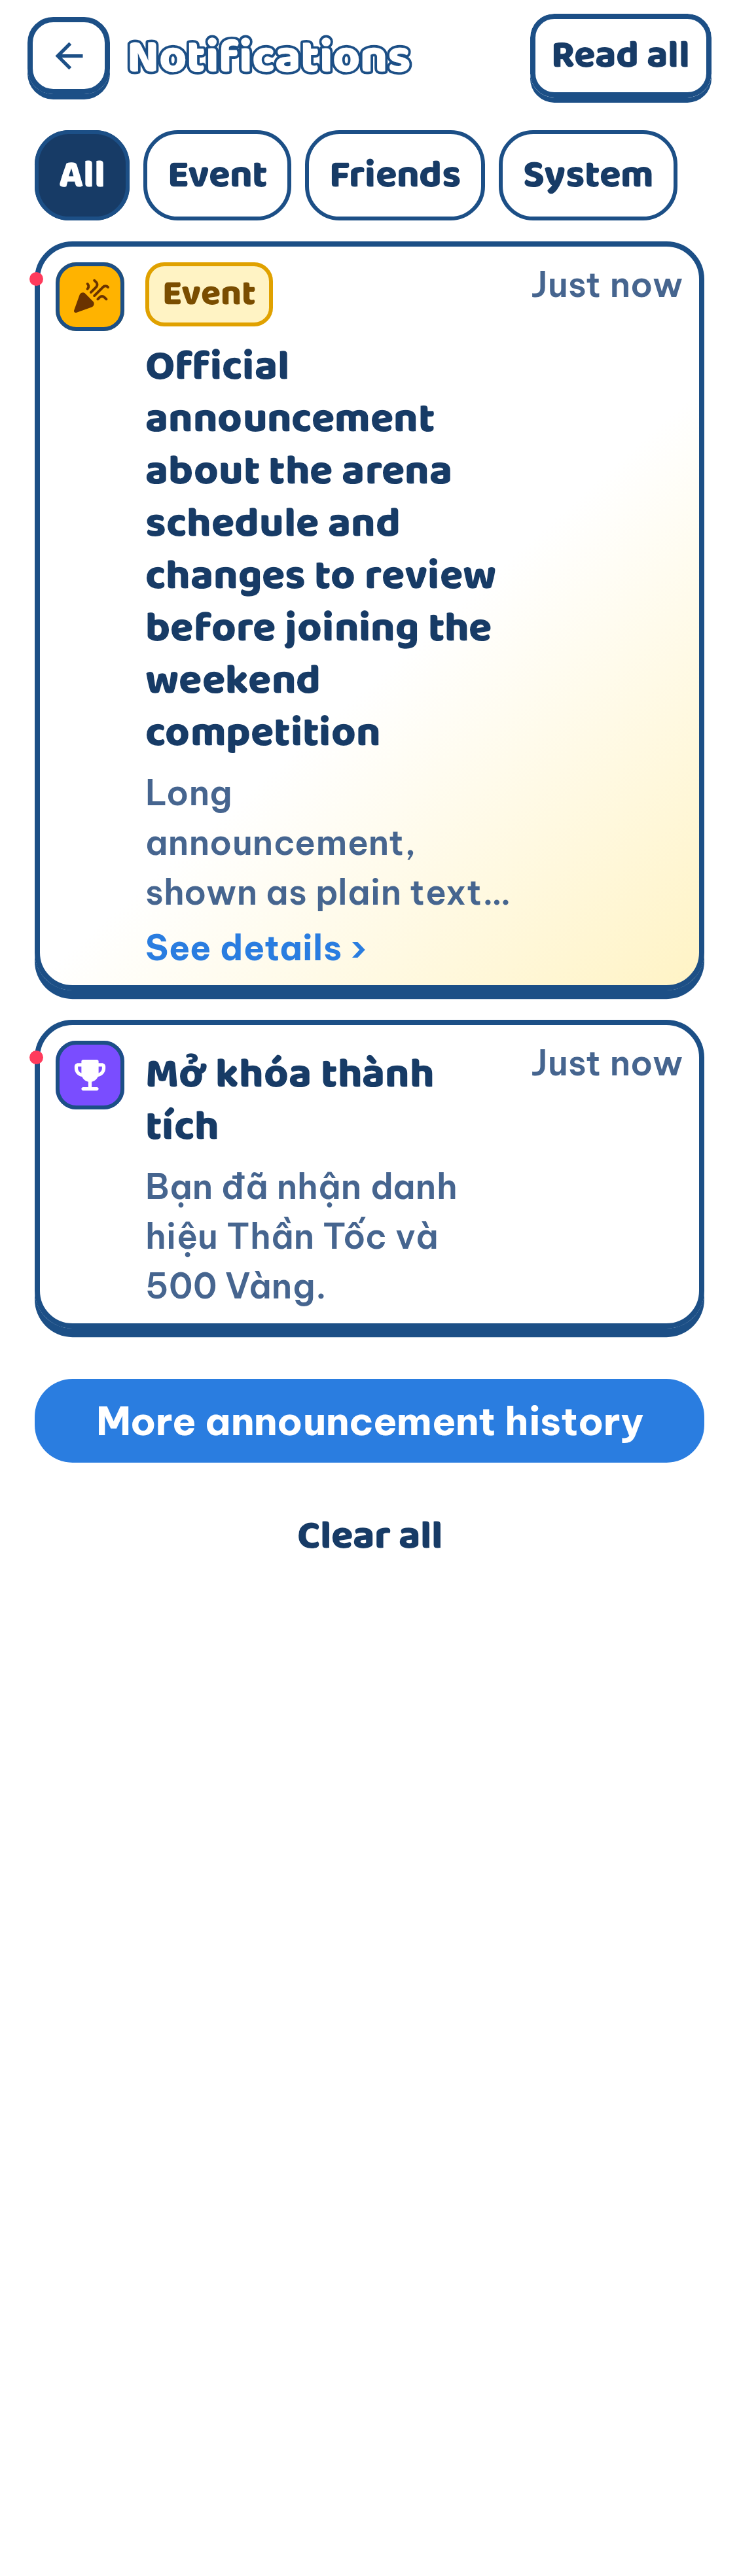 Notifications
Read all
All
Event
Friends
System
Event
Just now
Official
announcement
about the arena
schedule and
changes to review
before joining the
weekend
competition
Long
announcement,
shown as plain text...
See details ›
Mở khóa thành
tích
Just now
Bạn đã nhận danh
hiệu Thần Tốc và
500 Vàng.
More announcement history
Clear all